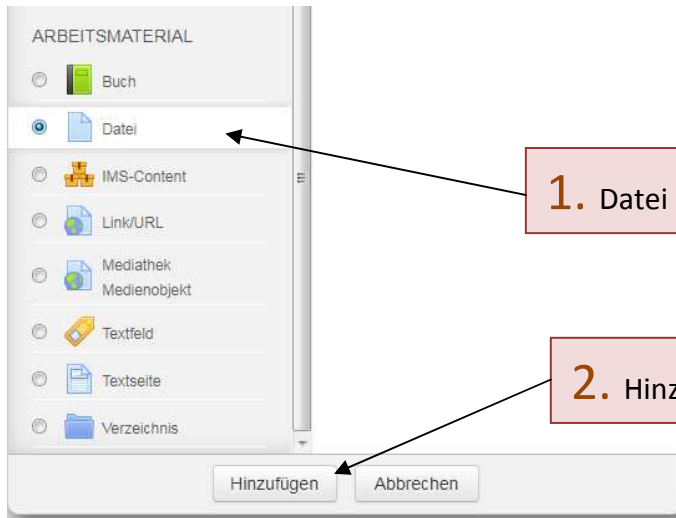 ARBEITSMATERIAL
Buch
Datei
IMS-Content
Link/URL
Mediathek
Medienobjekt
Textfeld
Textseite
Verzeichnis
Hinzufügen Abbrechen
1. Datei
2. Hinz